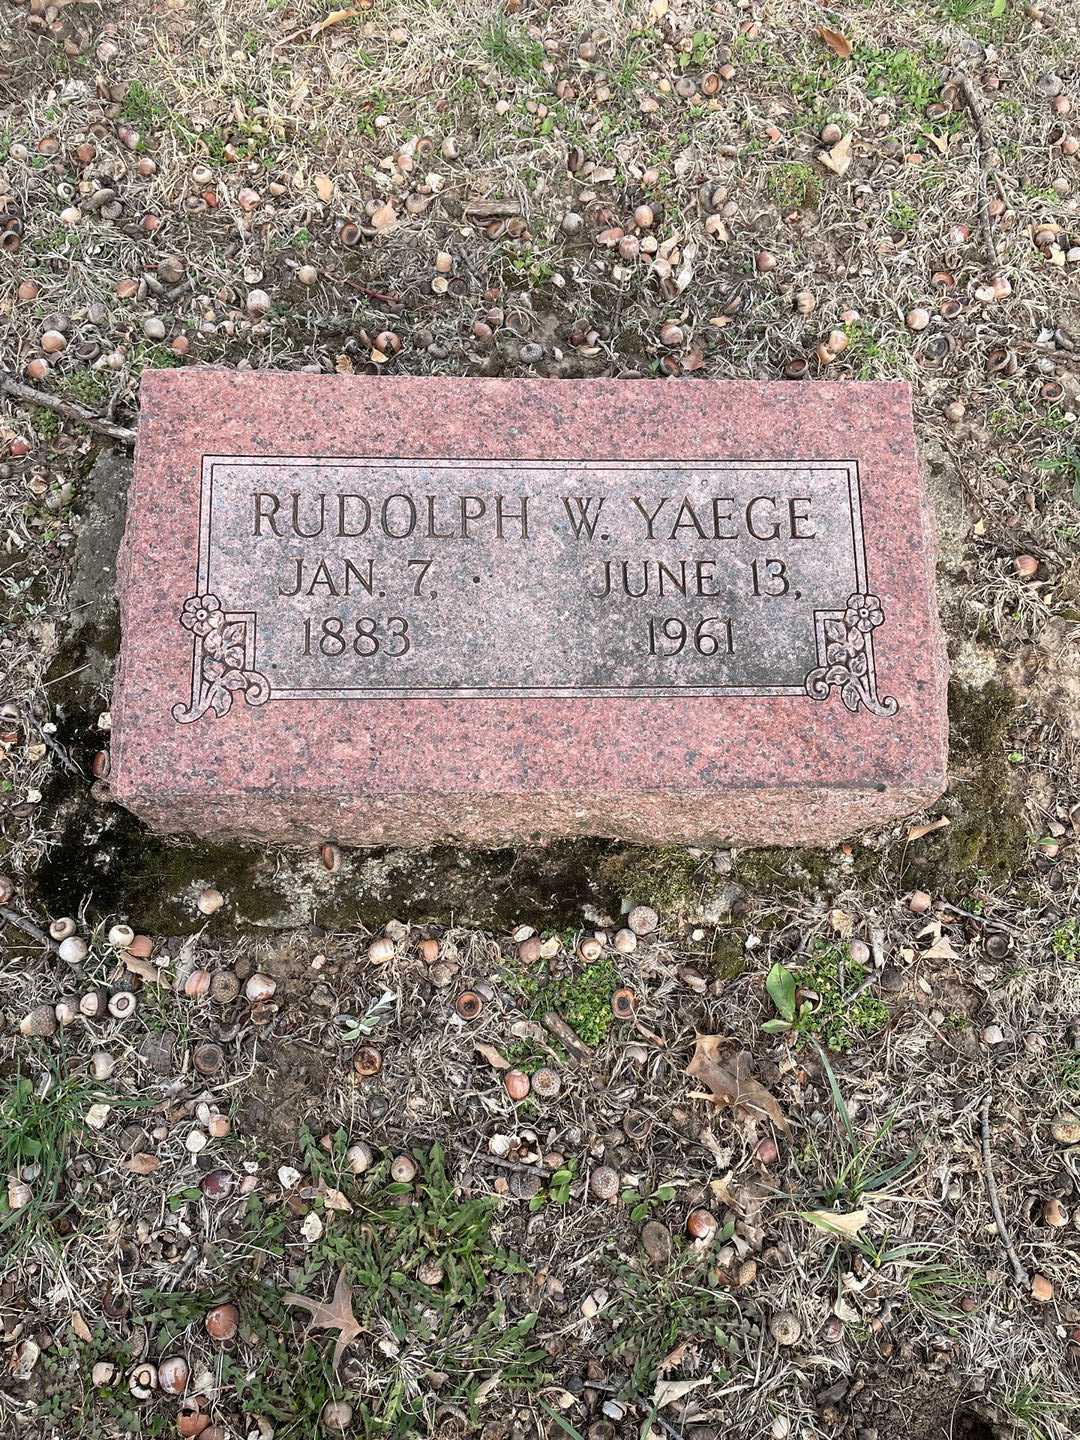 RUDOLPH W. YAEGE
JAN. 7, JUNE 13,
1883 1961